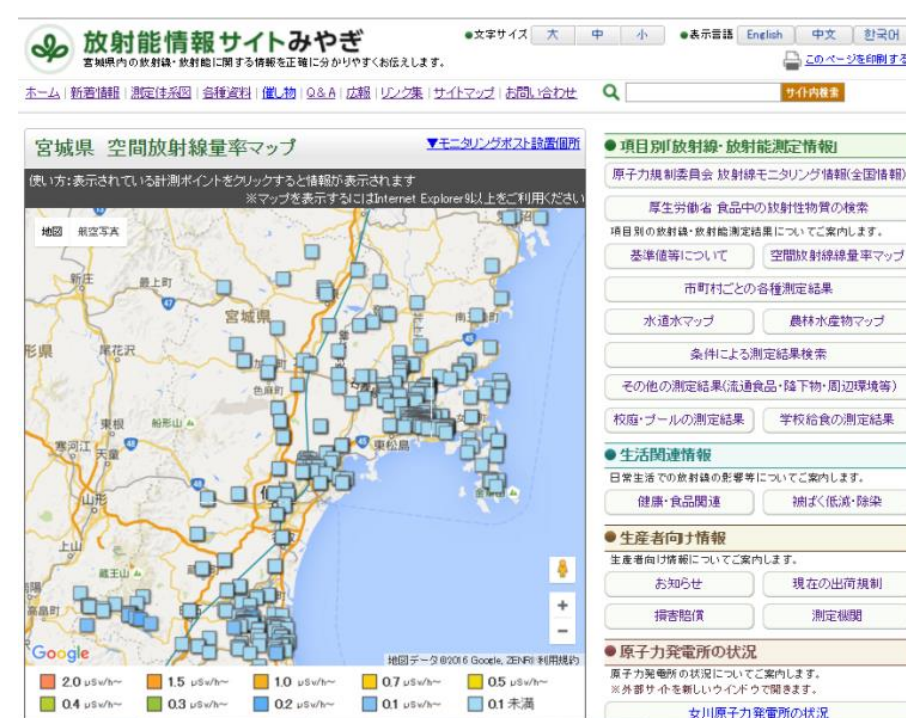 放射能情報サイトみやぎ
宮城県内の放射線・放射能に関する情報を正確に分かりやすくお伝えします。
●文字サイズ 大 中 小 ●表示言語 English 中文 한국어
このページを印刷する
ホーム | 新着情報 | 測定体系図 | 各種資料 | 催し物 | Q&A | 広報 | リンク集 | サイトマップ | お問い合わせ
サイト内検索
宮城県 空間放射線量率マップ
▼モニタリングポスト設置個所
使い方:表示されている計測ポイントをクリックすると情報が表示されます
※マップを表示するにはInternet Explorer9以上をご利用ください
地図 航空写真
新庄
最上町
47
宮城県
尾花沢
色麻町
45
東根
船形山
寒河江
天童
48
東松島
山形
上山
蔵王山
Google
地図データ ©2016 Google, ZENRI 利用規約
2.0 μSv/h～ 1.5 μSv/h～ 1.0 μSv/h～ 0.7 μSv/h～ 0.5 μSv/h～
0.4 μSv/h～ 0.3 μSv/h～ 0.2 μSv/h～ 0.1 μSv/h～ 0.1 未満
●項目別「放射線・放射能測定情報」
原子力規制委員会 放射線モニタリング情報(全国情報)
厚生労働省 食品中の放射性物質の検索
項目別の放射線・放射能測定結果についてご案内します。
基準値等について 空間放射線線量率マップ
市町村ごとの各種測定結果
水道水マップ 農林水産物マップ
条件による測定結果検索
その他の測定結果(流通食品・降下物・周辺環境等)
校庭・プールの測定結果 学校給食の測定結果
●生活関連情報
日常生活での放射線の影響等についてご案内します。
健康・食品関連 被ばく低減・除染
●生産者向け情報
生産者向け情報についてご案内します。
お知らせ 現在の出荷規制
損害賠償 測定機関
●原子力発電所の状況
原子力発電所の状況についてご案内します。
※外部サイトを新しいウインドウで開きます。
女川原子力発電所の状況